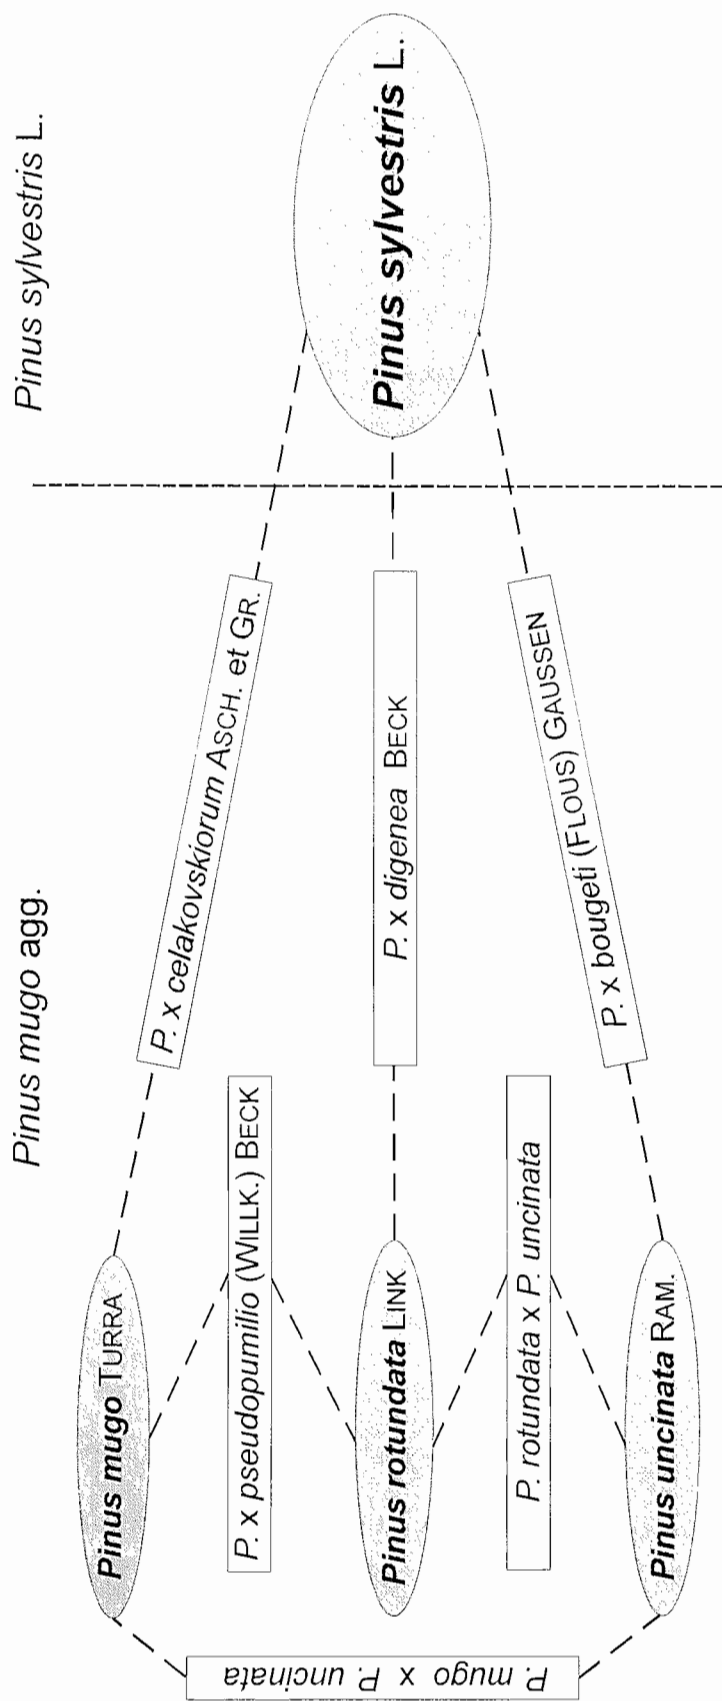 Pinus mugo agg.
Pinus sylvestris L.
Pinus mugo TURRA
P. x celakovskiorum ASCH. et GR.
P. x pseudopumilio (WILLK.) BECK
P. mugo x P. uncinata
Pinus rotundata LINK
P. x digenea BECK
Pinus sylvestris L.
P. rotundata x P. uncinata
P. x bougeti (FLOUS) GAUSSEN
Pinus uncinata RAM.